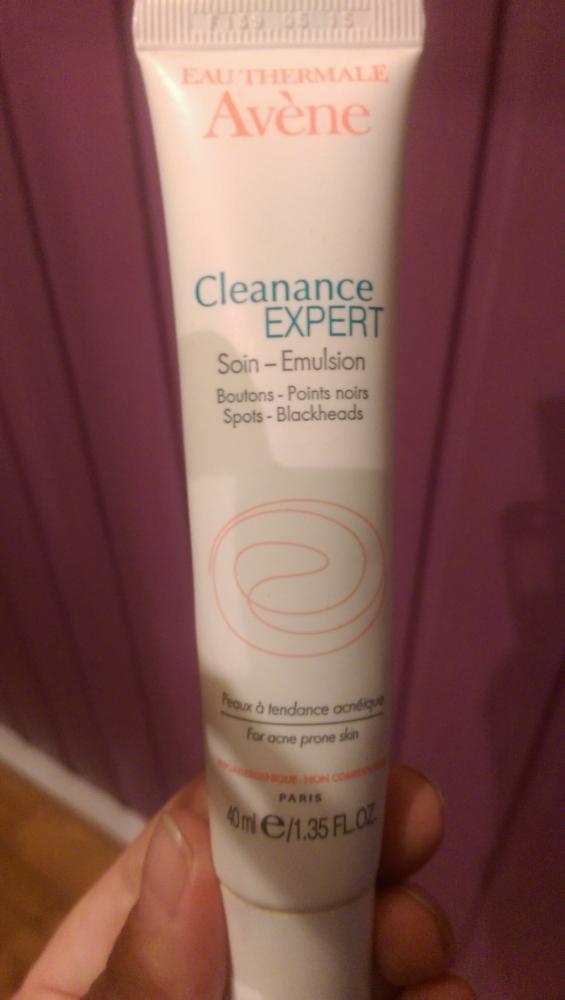 EAU THERMALE
Avène
Cleanance
EXPERT
Soin – Emulsion
Boutons - Points noirs
Spots - Blackheads
Peaux à tendance acnéique
For acne prone skin
NON
PARIS
40 ml e/1.35 FL.OZ.